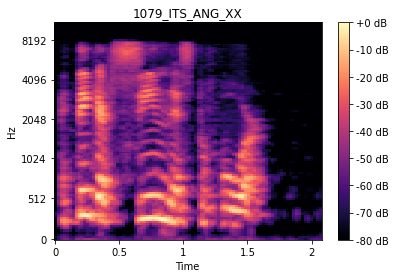 1079_ITS_ANG_XX
+0 dB
8192
-10 dB
4096
-20 dB
-30 dB
2048
Hz
-40 dB
1024
-50 dB
512
-60 dB
-70 dB
0
-80 dB
0
0.5
1
1.5
2
Time